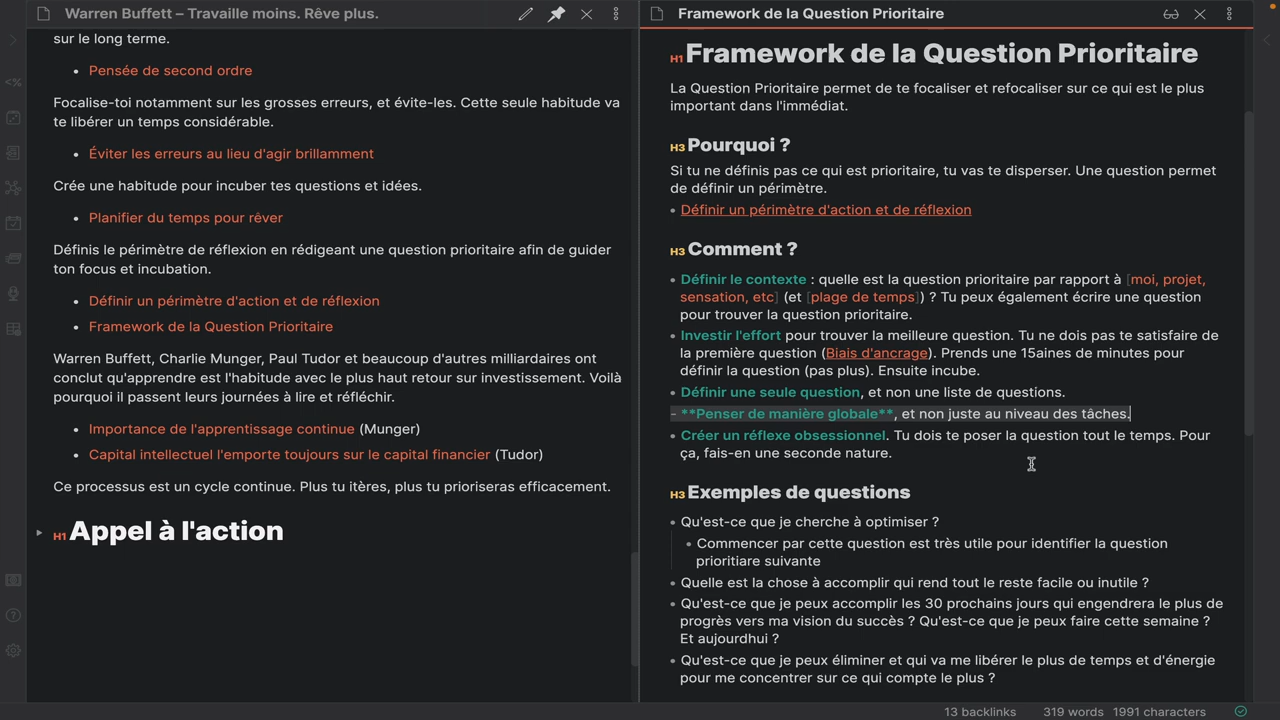 Warren Buffett – Travaille moins. Rêve plus.
sur le long terme.
• Pensée de second ordre
Focalise-toi notamment sur les grosses erreurs, et évite-les. Cette seule habitude va
te libérer un temps considérable.
• Éviter les erreurs au lieu d'agir brillamment
Crée une habitude pour incuber tes questions et idées.
• Planifier du temps pour rêver
Définis le périmètre de réflexion en rédigeant une question prioritaire afin de guider
ton focus et incubation.
• Définir un périmètre d'action et de réflexion
• Framework de la Question Prioritaire
Warren Buffett, Charlie Munger, Paul Tudor et beaucoup d'autres milliardaires ont
conclut qu'apprendre est l'habitude avec le plus haut retour sur investissement. Voilà
pourquoi il passent leurs journées à lire et réfléchir.
• Importance de l'apprentissage continue (Munger)
• Capital intellectuel l'emporte toujours sur le capital financier (Tudor)
Ce processus est un cycle continue. Plus tu itères, plus tu prioriseras efficacement.
H1 Appel à l'action
Framework de la Question Prioritaire
H1 Framework de la Question Prioritaire
La Question Prioritaire permet de te focaliser et refocaliser sur ce qui est le plus
important dans l'immédiat.
H3 Pourquoi ?
Si tu ne définis pas ce qui est prioritaire, tu vas te disperser. Une question permet
de définir un périmètre.
• Définir un périmètre d'action et de réflexion
H3 Comment ?
• Définir le contexte : quelle est la question prioritaire par rapport à [moi, projet,
sensation, etc] (et [plage de temps]) ? Tu peux également écrire une question
pour trouver la question prioritaire.
• Investir l'effort pour trouver la meilleure question. Tu ne dois pas te satisfaire de
la première question (Biais d'ancrage). Prends une 15aines de minutes pour
définir la question (pas plus). Ensuite incube.
• Définir une seule question, et non une liste de questions.
- **Penser de manière globale**, et non juste au niveau des tâches.
• Créer un réflexe obsessionnel. Tu dois te poser la question tout le temps. Pour
ça, fais-en une seconde nature.
H3 Exemples de questions
• Qu'est-ce que je cherche à optimiser ?
• Commencer par cette question est très utile pour identifier la question
prioritiare suivante
• Quelle est la chose à accomplir qui rend tout le reste facile ou inutile ?
• Qu'est-ce que je peux accomplir les 30 prochains jours qui engendrera le plus de
progrès vers ma vision du succès ? Qu'est-ce que je peux faire cette semaine ?
Et aujourdhui ?
• Qu'est-ce que je peux éliminer et qui va me libérer le plus de temps et d'énergie
pour me concentrer sur ce qui compte le plus ?
13 backlinks 319 words 1991 characters